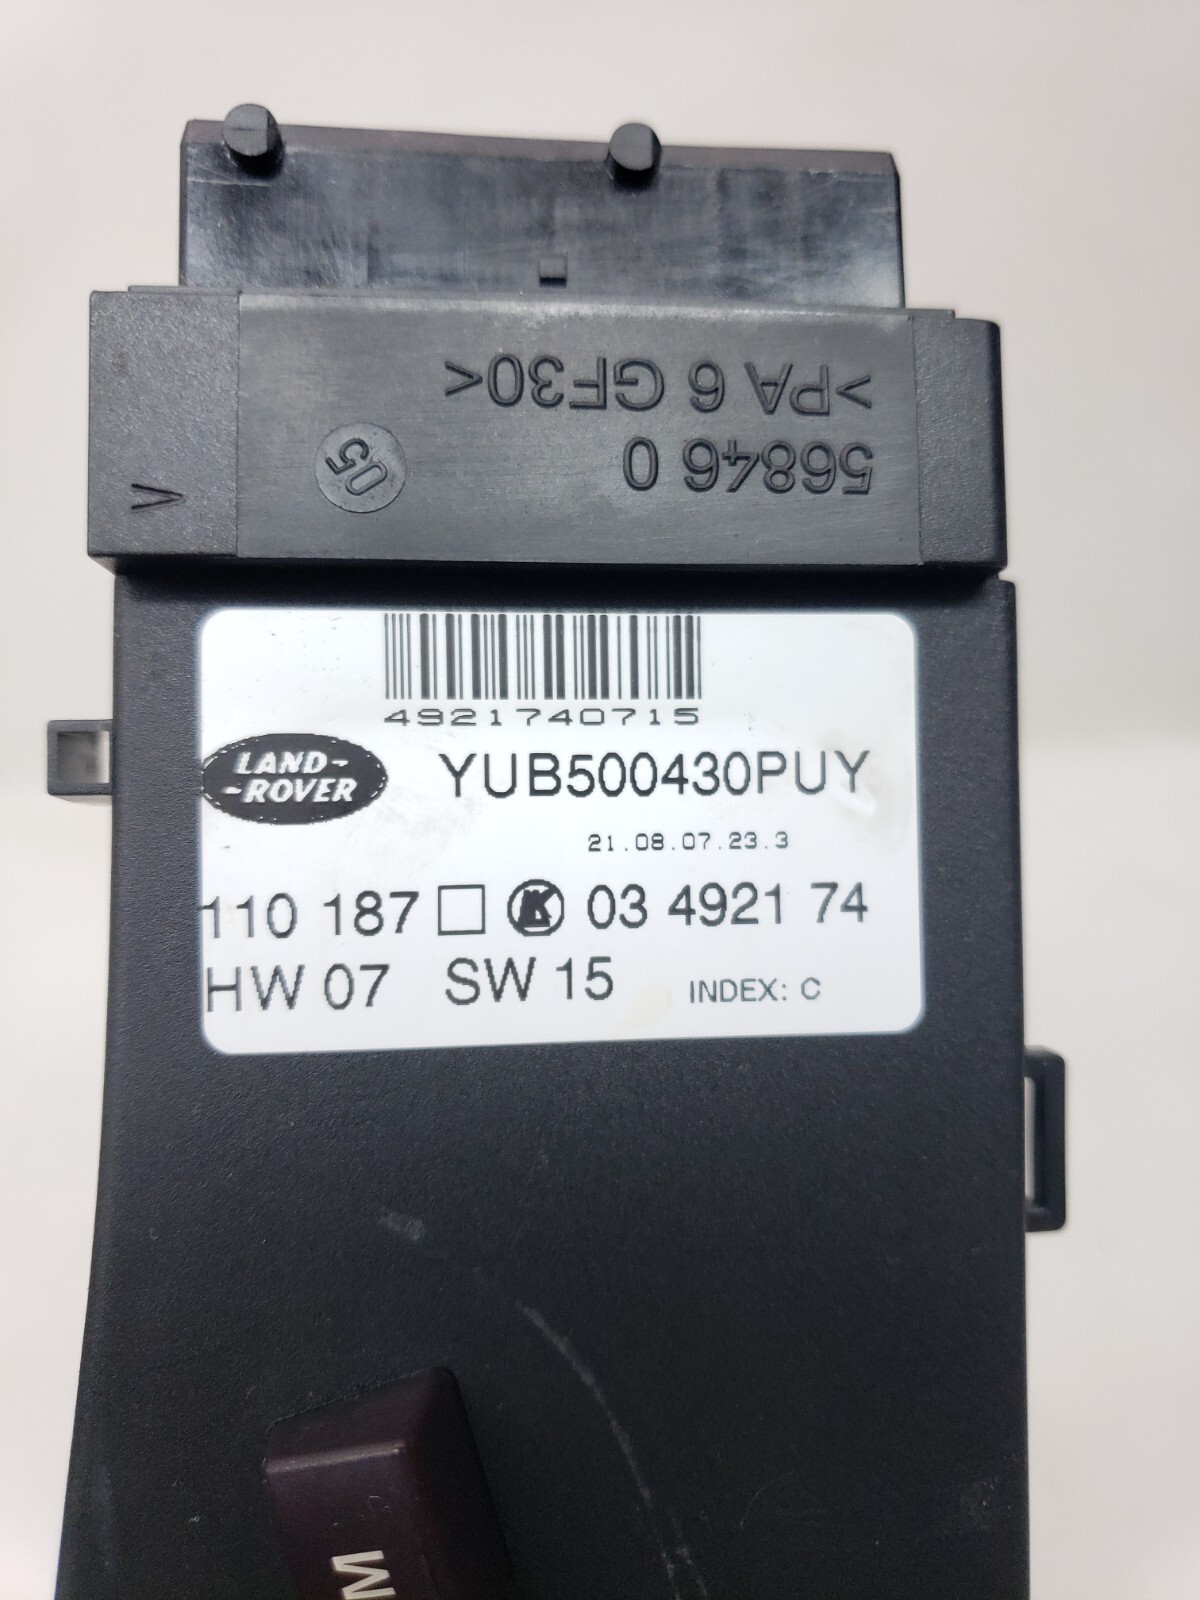 >PA 6 GF30<
56846 0
05
V
4921740715
LAND-
-ROVER
YUB500430PUY
21.08.07.23.3
110 187 □ K 03 4921 74
HW 07 SW 15 INDEX: C
M